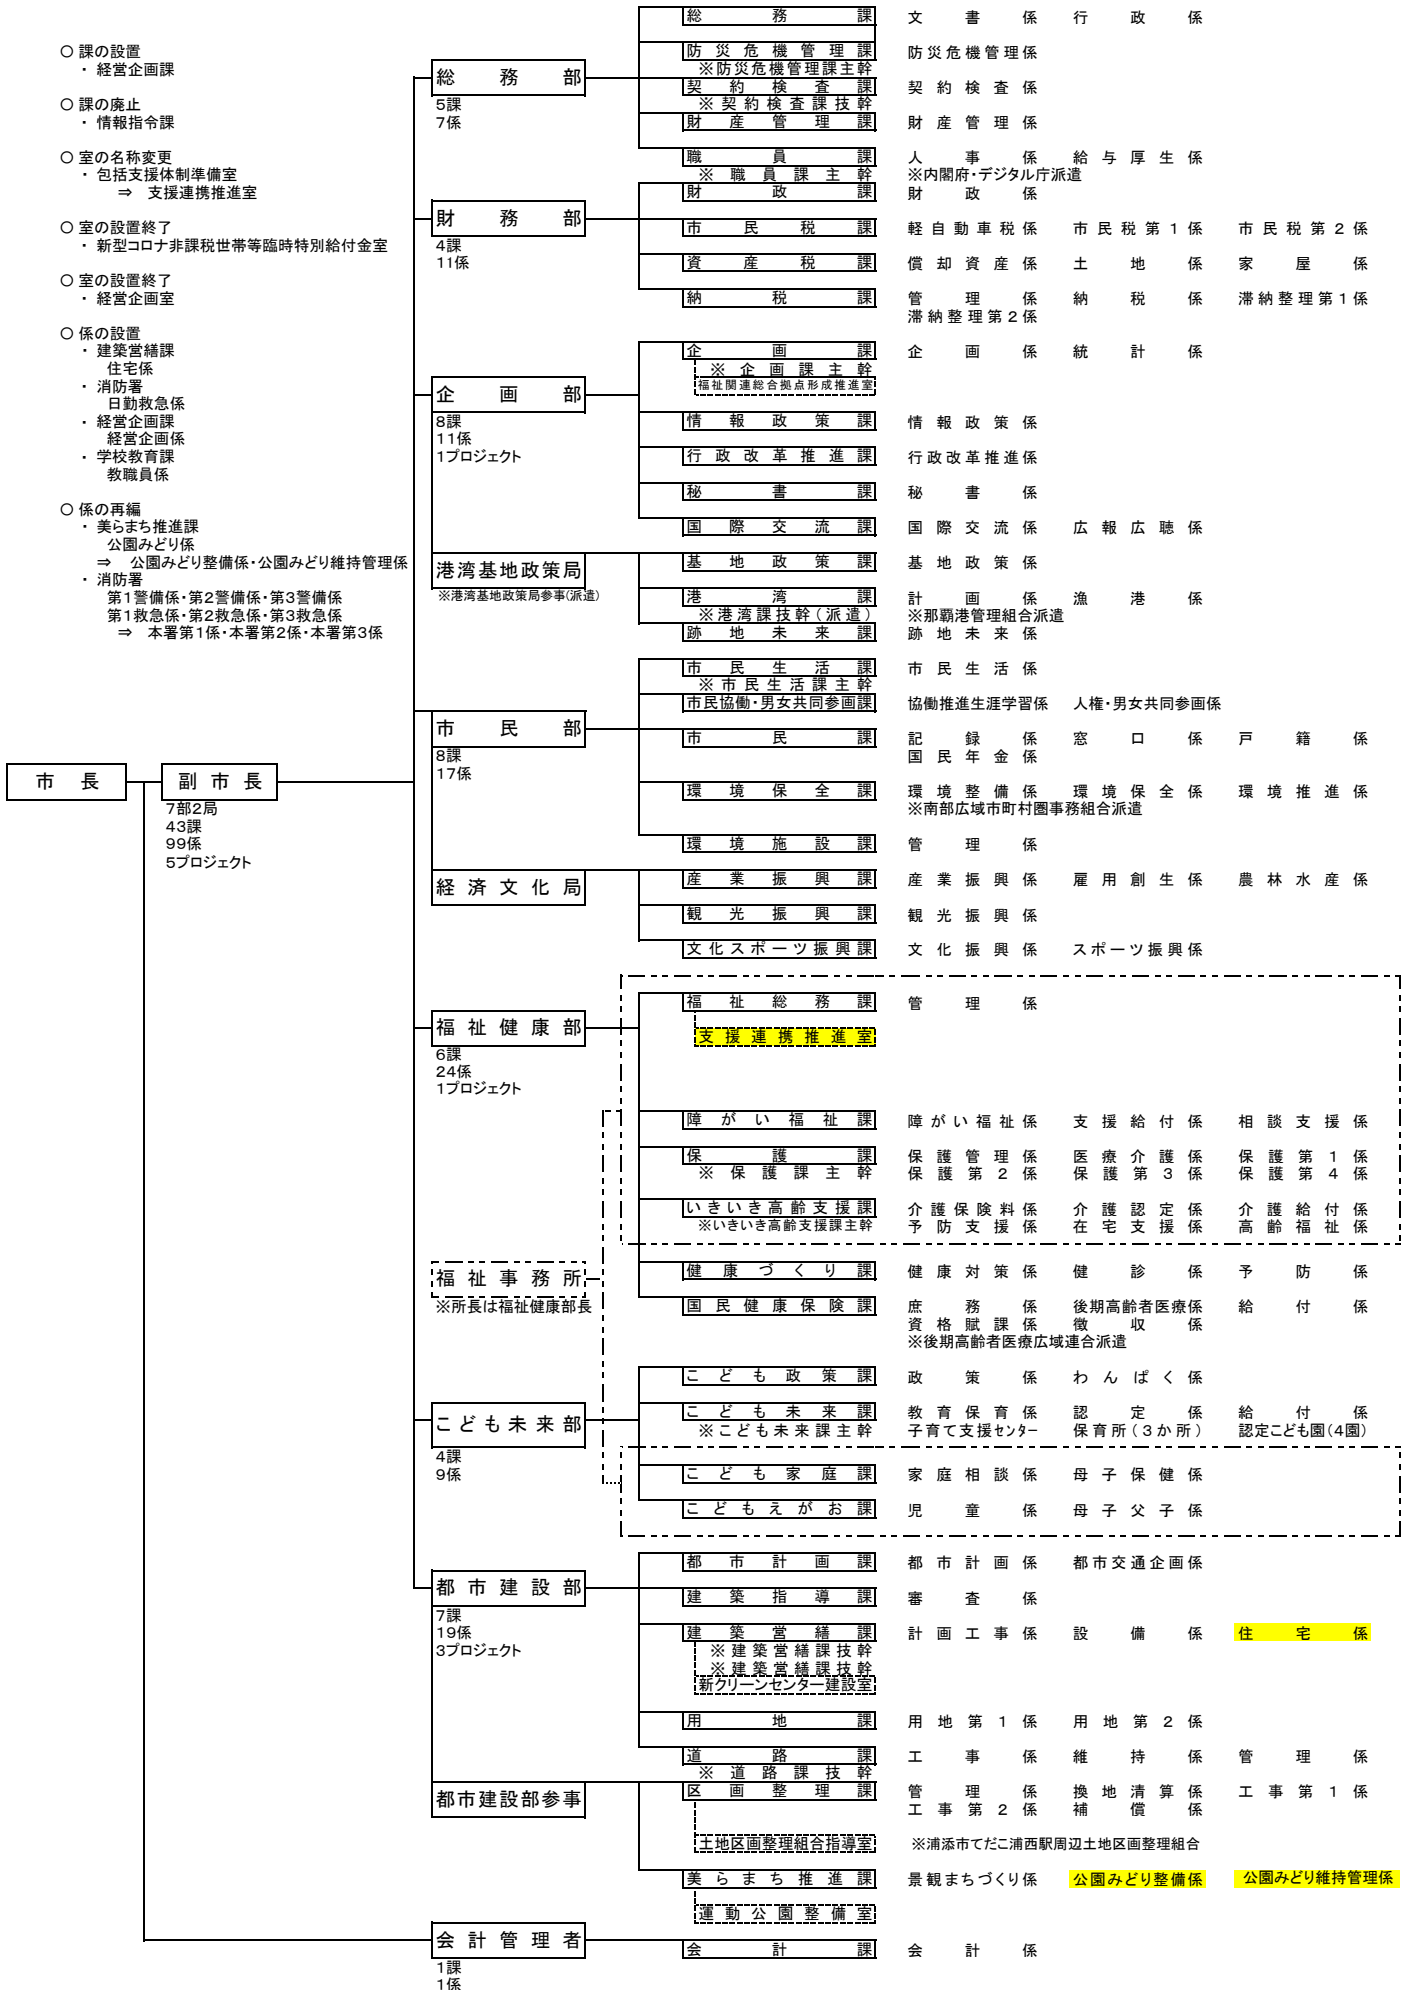 〇 課の設置
・ 経営企画課
〇 課の廃止
・ 情報指令課
〇 室の名称変更
・ 包括支援体制準備室
⇒ 支援連携推進室
〇 室の設置終了
・ 新型コロナ非課税世帯等臨時特別給付金室
〇 室の設置終了
・ 経営企画室
〇 係の設置
・ 建築営繕課
住宅係
・ 消防署
日勤救急係
・ 経営企画課
経営企画係
・ 学校教育課
教職員係
〇 係の再編
・ 美らまち推進課
公園みどり係
⇒ 公園みどり整備係・公園みどり維持管理係
・ 消防署
第1警備係・第2警備係・第3警備係
第1救急係・第2救急係・第3救急係
⇒ 本署第1係・本署第2係・本署第3係
市長
副市長
7部2局
43課
99係
5プロジェクト
総務部
5課
7係
総務課 文書係 行政係
防災危機管理課 防災危機管理係
※防災危機管理課主幹
契約検査課 契約検査係
※契約検査課技幹
財産管理課 財産管理係
職員課 人事係 給与厚生係
※職員課主幹 ※内閣府・デジタル庁派遣
財務部
4課
11係
財政課 財政係
市民税課 軽自動車税係 市民税第1係 市民税第2係
資産税課 償却資産係 土地係 家屋係
納税課 管理係 納税係 滞納整理第1係
滞納整理第2係
企画部
8課
11係
1プロジェクト
企画課 企画係 統計係
※企画課主幹
福祉関連総合拠点形成推進室
情報政策課 情報政策係
行政改革推進課 行政改革推進係
秘書課 秘書係
国際交流課 国際交流係 広報広聴係
港湾基地政策局
※港湾基地政策局参事(派遣)
基地政策課 基地政策係
港湾課 計画係 漁港係
※港湾課技幹(派遣) ※那覇港管理組合派遣
跡地未来課 跡地未来係
市民部
8課
17係
市民生活課 市民生活係
※市民生活課主幹
市民協働・男女共同参画課 協働推進生涯学習係 人権・男女共同参画係
市民課 記録係 窓口係 戸籍係
国民年金係
環境保全課 環境整備係 環境保全係 環境推進係
※南部広域市町村圏事務組合派遣
環境施設課 管理係
経済文化局
産業振興課 産業振興係 雇用創生係 農林水産係
観光振興課 観光振興係
文化スポーツ振興課 文化振興係 スポーツ振興係
福祉健康部
6課
24係
1プロジェクト
福祉総務課 管理係
支援連携推進室
障がい福祉課 障がい福祉係 支援給付係 相談支援係
保護課 保護管理係 医療介護係 保護第1係
※保護課主幹 保護第2係 保護第3係 保護第4係
いきいき高齢支援課 介護保険料係 介護認定係 介護給付係
※いきいき高齢支援課主幹 予防支援係 在宅支援係 高齢福祉係
福祉事務所
※所長は福祉健康部長
健康づくり課 健康対策係 健診係 予防係
国民健康保険課 庶務係 後期高齢者医療係 給付係
資格賦課係 徴収係
※後期高齢者医療広域連合派遣
こども未来部
4課
9係
こども政策課 政策係 わんぱく係
こども未来課 教育保育係 認定係 給付係
※こども未来課主幹 子育て支援センター 保育所(3か所) 認定こども園(4園)
こども家庭課 家庭相談係 母子保健係
こどもえがお課 児童係 母子父子係
都市建設部
7課
19係
3プロジェクト
都市計画課 都市計画係 都市交通企画係
建築指導課 審査係
建築営繕課 計画工事係 設備係 住宅係
※建築営繕課技幹
※建築営繕課技幹
新クリーンセンター建設室
用地課 用地第1係 用地第2係
道路課 工事係 維持係 管理係
※道路課技幹
都市建設部参事
区画整理課 管理係 換地清算係 工事第1係
工事第2係 補償係
土地区画整理組合指導室 ※浦添市てだこ浦西駅周辺土地区画整理組合
美らまち推進課 景観まちづくり係 公園みどり整備係 公園みどり維持管理係
運動公園整備室
会計管理者
1課
1係
会計課 会計係